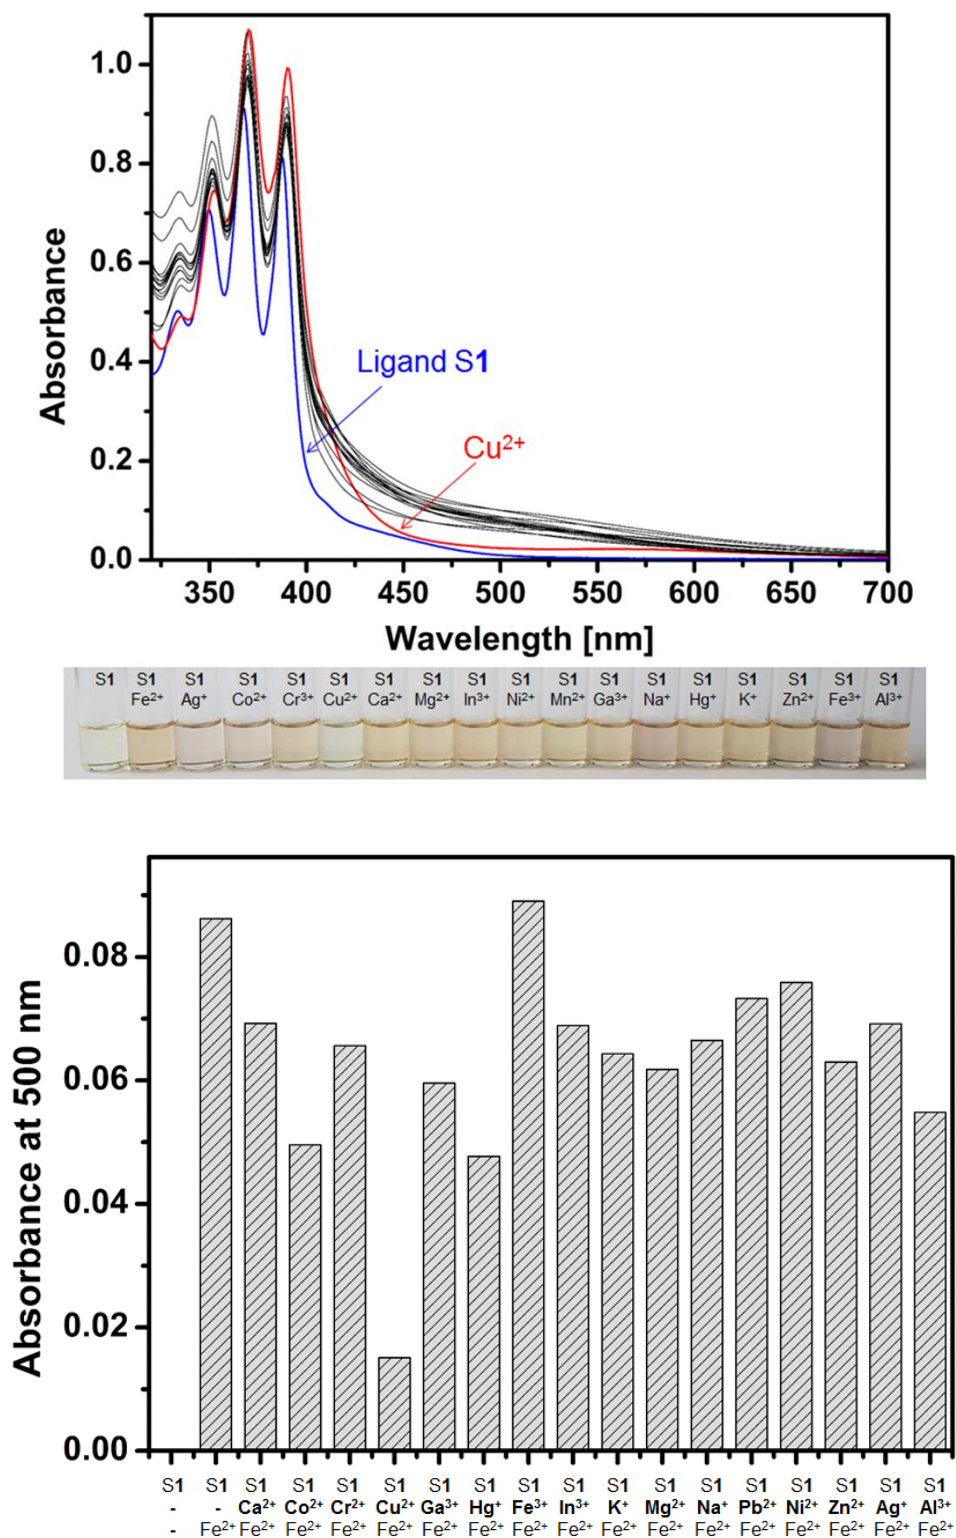 1.0
0.8
0.6
0.4
0.2
0.0
Absorbance
Ligand S1
Cu²⁺
350 400 450 500 550 600 650 700
Wavelength [nm]
S1 S1 S1 S1 S1 S1 S1 S1 S1 S1 S1 S1 S1 S1 S1 S1 S1 S1
Fe²⁺ Ag⁺ Co²⁺ Cr³⁺ Cu²⁺ Ca²⁺ Mg²⁺ In³⁺ Ni²⁺ Mn²⁺ Ga³⁺ Na⁺ Hg⁺ K⁺ Zn²⁺ Fe³⁺ Al³⁺
0.08
0.06
0.04
0.02
0.00
Absorbance at 500 nm
S1 S1 S1 S1 S1 S1 S1 S1 S1 S1 S1 S1 S1 S1 S1 S1 S1 S1
- - Ca²⁺ Co²⁺ Cr²⁺ Cu²⁺ Ga³⁺ Hg⁺ Fe³⁺ In³⁺ K⁺ Mg²⁺ Na⁺ Pb²⁺ Ni²⁺ Zn²⁺ Ag⁺ Al³⁺
- Fe²⁺ Fe²⁺ Fe²⁺ Fe²⁺ Fe²⁺ Fe²⁺ Fe²⁺ Fe²⁺ Fe²⁺ Fe²⁺ Fe²⁺ Fe²⁺ Fe²⁺ Fe²⁺ Fe²⁺ Fe²⁺ Fe²⁺